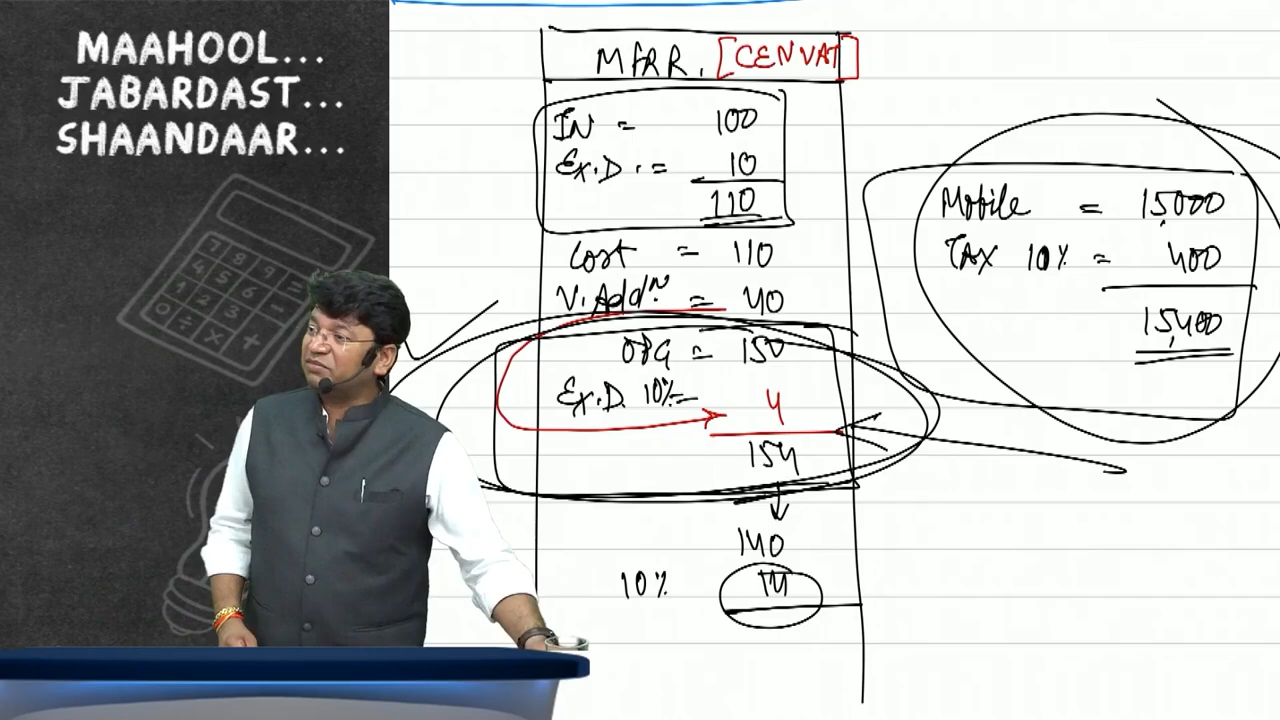 MAAHOOL...
JABARDAST...
SHAANDAAR...
MFRR. [CENVAT]
IN = 100
Ex.D. = 10
110
Cost = 110
V. Addn = 40
O/P G = 150
Ex.D. 10% = 4
154
140
10% 14
Mobile = 15,000
TAX 10% = 400
15,400